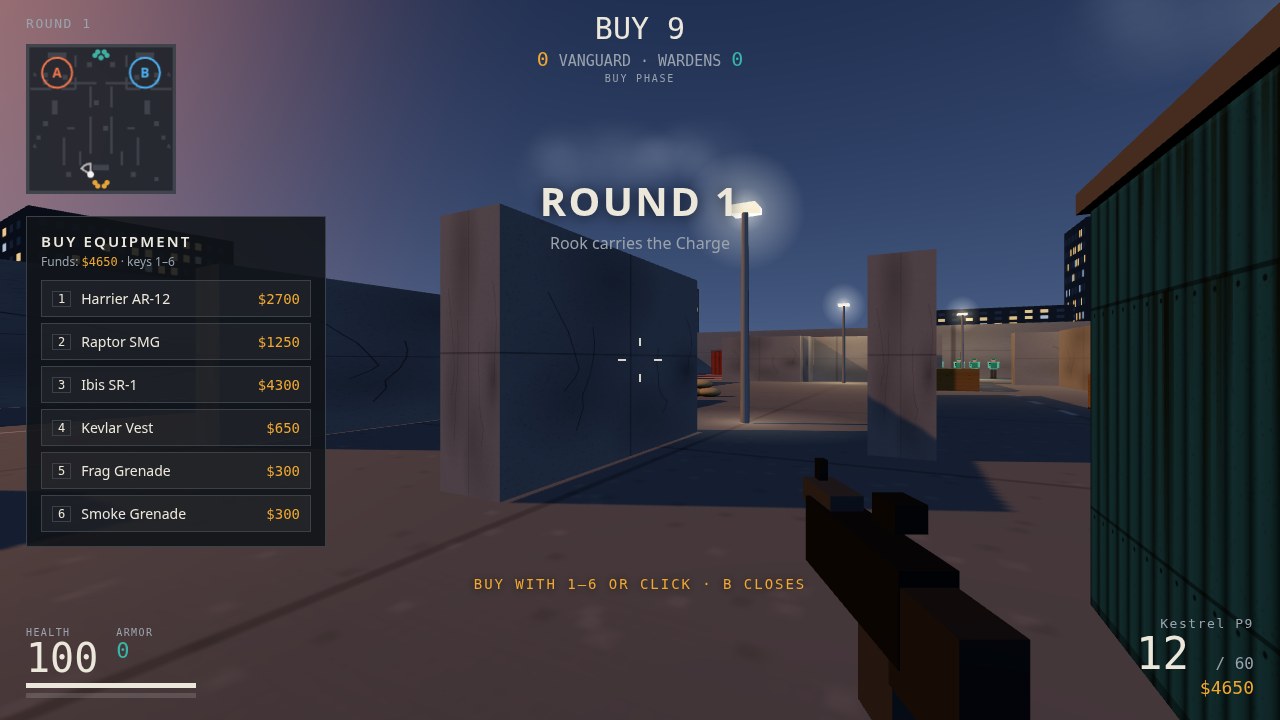 ROUND 1
A
B
BUY 9
0 VANGUARD · WARDENS 0
BUY PHASE
ROUND 1
Rook carries the Charge
BUY EQUIPMENT
Funds: $4650 · keys 1–6
1 Harrier AR-12 $2700
2 Raptor SMG $1250
3 Ibis SR-1 $4300
4 Kevlar Vest $650
5 Frag Grenade $300
6 Smoke Grenade $300
BUY WITH 1–6 OR CLICK · B CLOSES
HEALTH ARMOR
100 0
Kestrel P9
12 / 60
$4650